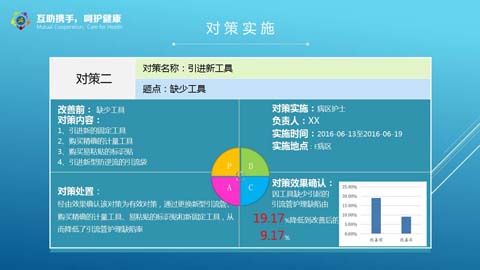 互助携手，呵护健康
Mutual Cooperation, Care for Health
对策实施
对策二
对策名称：引进新工具
题点：缺少工具
改善前：缺少工具
对策内容：
1、引进新的固定工具
2、购买精确的计量工具
3、购买易粘贴的标识贴
4、引进新型防逆流的引流袋
对策实施：病区护士
负责人：XX
实施时间：2016-06-13至2016-06-19
实施地点：E病区
P
D
A
C
对策处置：
经由效果确认该对策为有效对策，通过更换新型引流管、
购买精确的计量工具、易粘贴的标识贴和新固定工具，从
而降低了引流管护理缺陷率
对策效果确认：
因工具缺少引起的
引流管护理缺陷由
19.17%降低到改善后的
9.17%
25.00%
20.00%
15.00%
10.00%
5.00%
0.00%
改善前
改善后